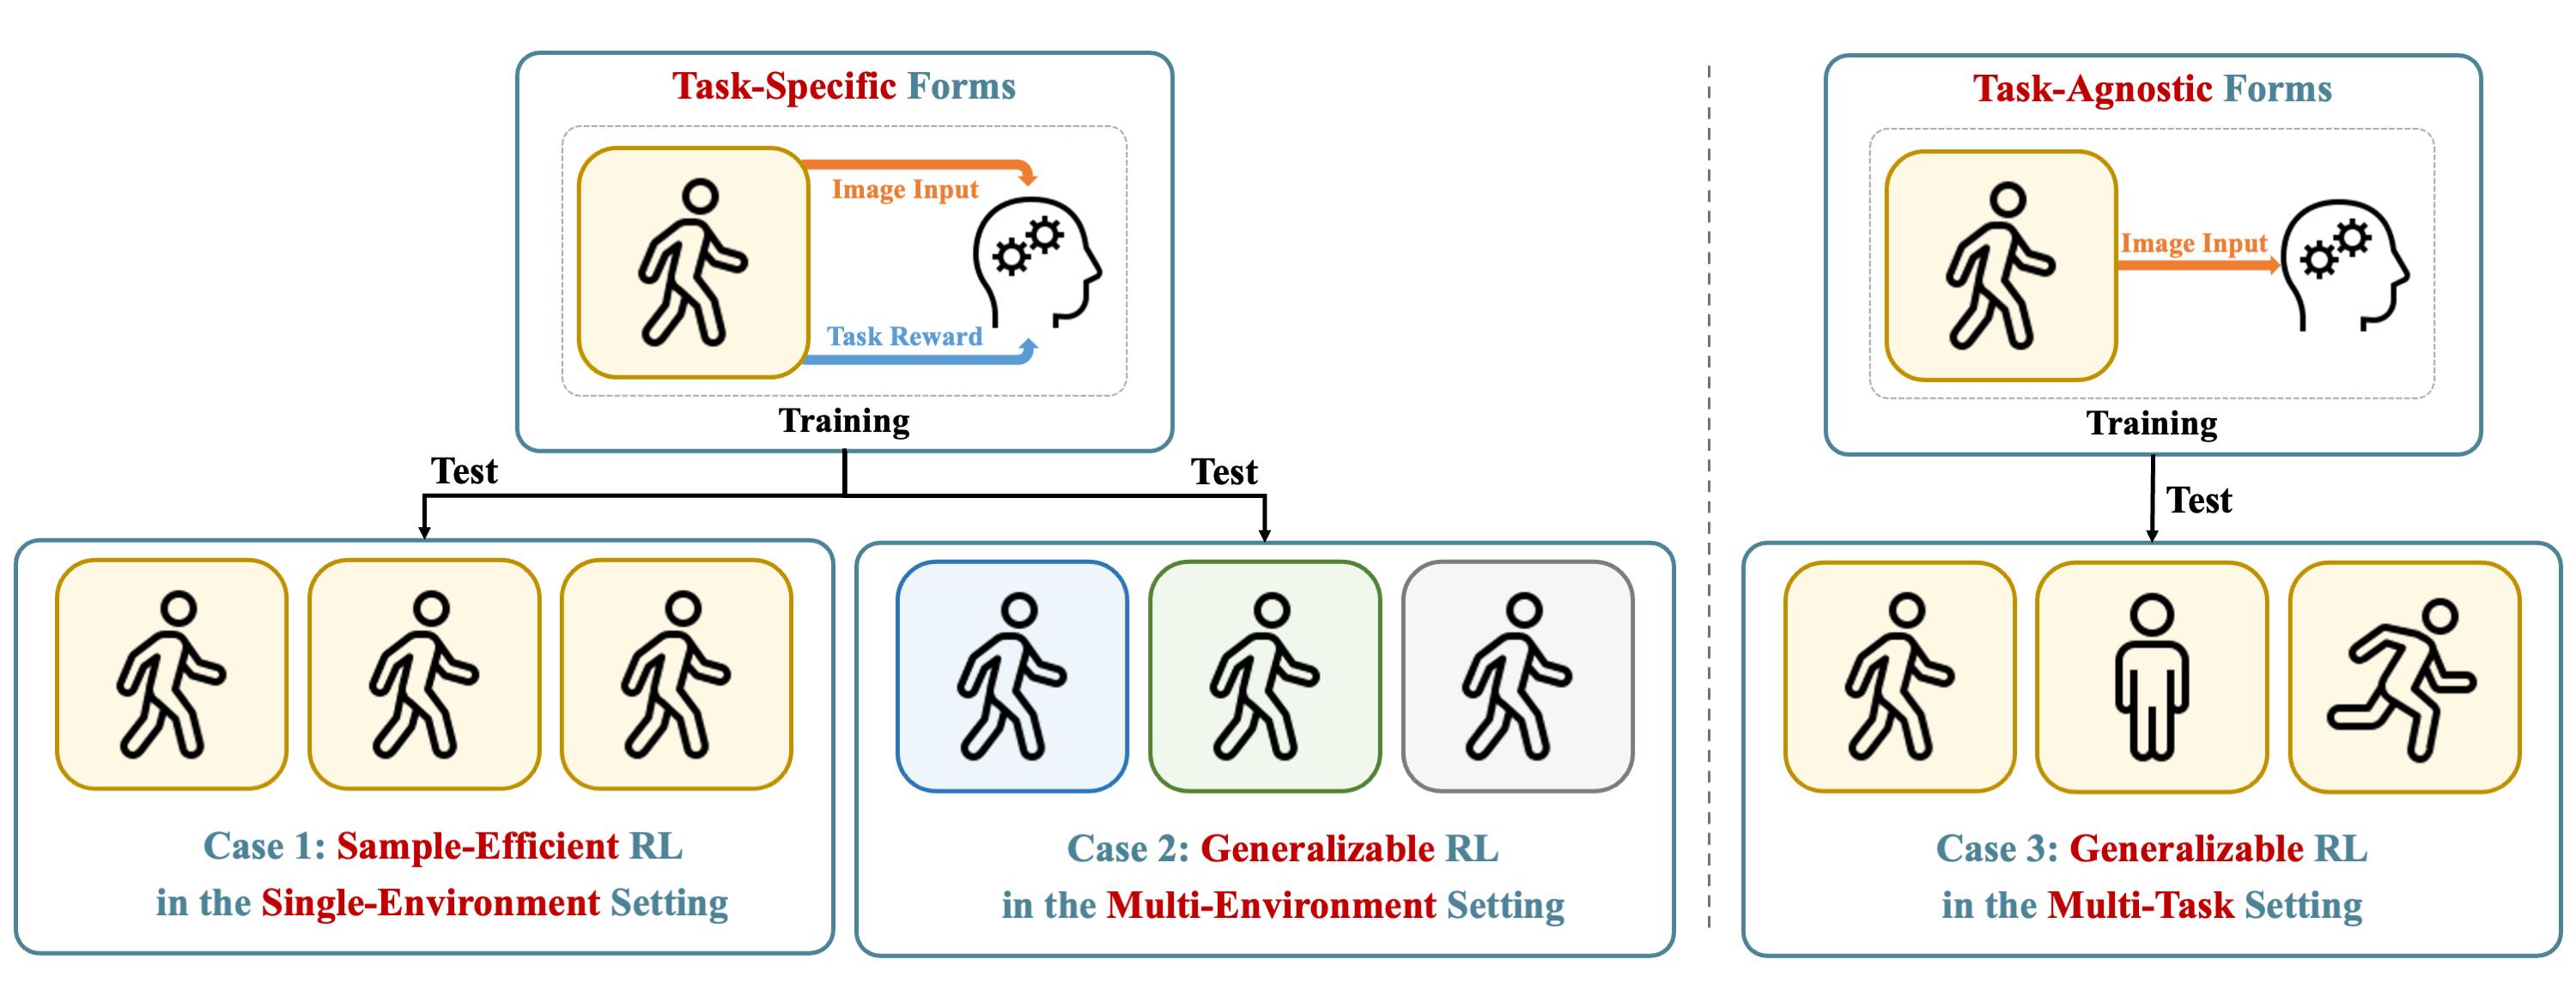 Task-Specific Forms
Image Input
Task Reward
Training
Test
Test
Case 1: Sample-Efficient RL
in the Single-Environment Setting
Case 2: Generalizable RL
in the Multi-Environment Setting
Task-Agnostic Forms
Image Input
Training
Test
Case 3: Generalizable RL
in the Multi-Task Setting